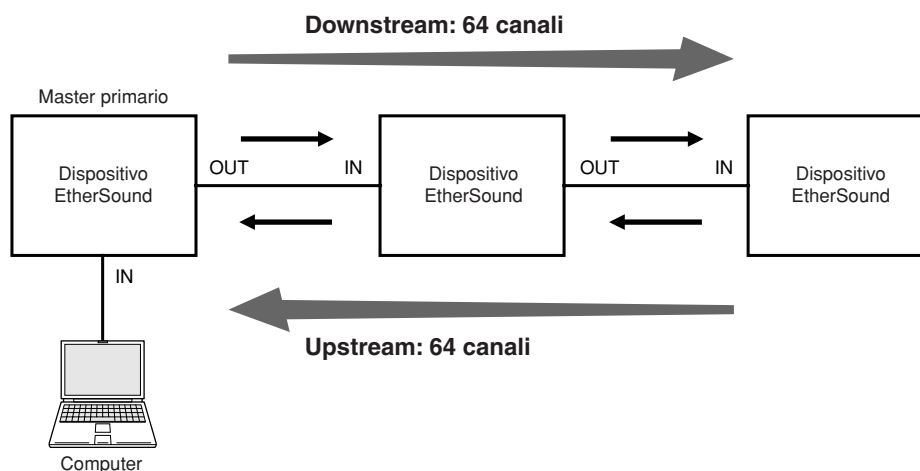 Downstream: 64 canali
Master primario
Dispositivo
EtherSound
OUT
IN
Dispositivo
EtherSound
OUT
IN
Dispositivo
EtherSound
IN
Upstream: 64 canali
Computer